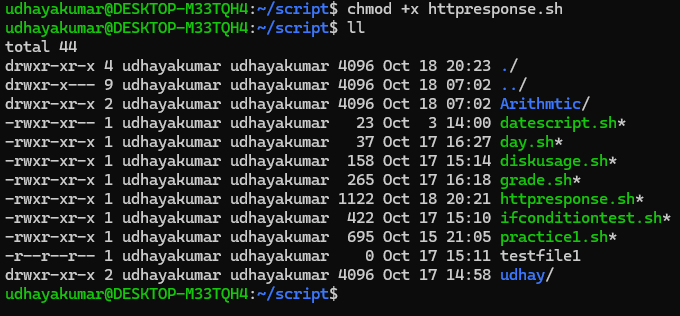 udhayakumar@DESKTOP-M33TQH4:~/script$ chmod +x httpresponse.sh
udhayakumar@DESKTOP-M33TQH4:~/script$ ll
total 44
drwxr-xr-x 4 udhayakumar udhayakumar 4096 Oct 18 20:23 ./
drwxr-x--- 9 udhayakumar udhayakumar 4096 Oct 18 07:02 ../
drwxr-xr-x 2 udhayakumar udhayakumar 4096 Oct 18 07:02 Arithmtic/
-rwxr-xr-- 1 udhayakumar udhayakumar   23 Oct  3 14:00 datescript.sh*
-rwxr-xr-x 1 udhayakumar udhayakumar   37 Oct 17 16:27 day.sh*
-rwxr-xr-x 1 udhayakumar udhayakumar  158 Oct 17 15:14 diskusage.sh*
-rwxr-xr-x 1 udhayakumar udhayakumar  265 Oct 17 16:18 grade.sh*
-rwxr-xr-x 1 udhayakumar udhayakumar 1122 Oct 18 20:21 httpresponse.sh*
-rwxr-xr-x 1 udhayakumar udhayakumar  422 Oct 17 15:10 ifconditiontest.sh*
-rwxr-xr-x 1 udhayakumar udhayakumar  695 Oct 15 21:05 practice1.sh*
-r--r--r-- 1 udhayakumar udhayakumar    0 Oct 17 15:11 testfile1
drwxr-xr-x 2 udhayakumar udhayakumar 4096 Oct 17 14:58 udhay/
udhayakumar@DESKTOP-M33TQH4:~/script$